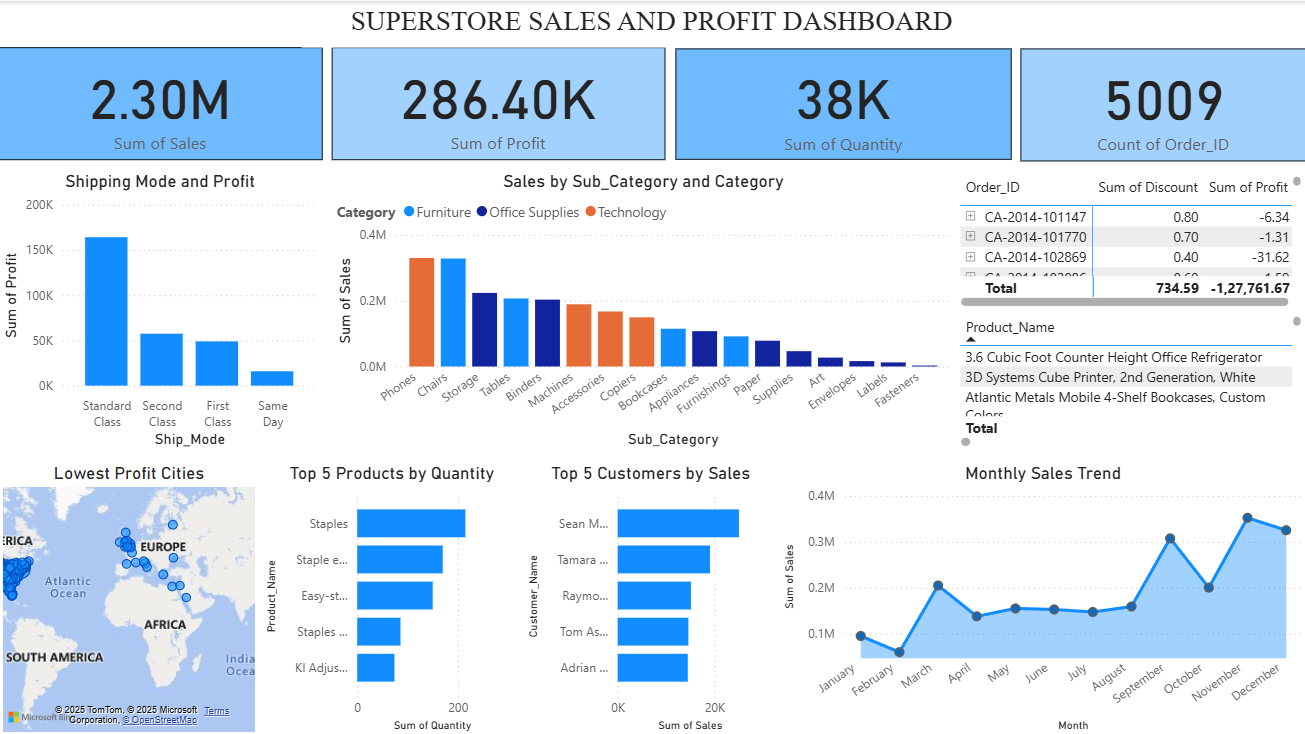 SUPERSTORE SALES AND PROFIT DASHBOARD
2.30M
Sum of Sales
286.40K
Sum of Profit
38K
Sum of Quantity
5009
Count of Order_ID
Shipping Mode and Profit
Sum of Profit
200K
150K
100K
50K
0K
Standard Class
Second Class
First Class
Same Day
Ship_Mode
Sales by Sub_Category and Category
Category Furniture Office Supplies Technology
Sum of Sales
0.4M
0.2M
0.0M
Phones
Chairs
Storage
Tables
Binders
Machines
Accessories
Copiers
Bookcases
Appliances
Furnishings
Paper
Supplies
Art
Envelopes
Labels
Fasteners
Sub_Category
Order_ID Sum of Discount Sum of Profit
CA-2014-101147 0.80 -6.34
CA-2014-101770 0.70 -1.31
CA-2014-102869 0.40 -31.62
Total 734.59 -1,27,761.67
Product_Name
3.6 Cubic Foot Counter Height Office Refrigerator
3D Systems Cube Printer, 2nd Generation, White
Atlantic Metals Mobile 4-Shelf Bookcases, Custom
Colors
Total
Lowest Profit Cities
ERICA
EUROPE
Atlantic
Ocean
AFRICA
SOUTH AMERICA
India
Ocea
Microsoft Bin
© 2025 TomTom, © 2025 Microsoft
Corporation, © OpenStreetMap
Terms
Top 5 Products by Quantity
Product_Name
Staples
Staple e...
Easy-st...
Staples ...
KI Adjus...
0
200
Sum of Quantity
Top 5 Customers by Sales
Customer_Name
Sean M...
Tamara ...
Raymo...
Tom As...
Adrian ...
0K
20K
Sum of Sales
Monthly Sales Trend
Sum of Sales
0.4M
0.3M
0.2M
0.1M
January
February
March
April
May
June
July
August
September
October
November
December
Month